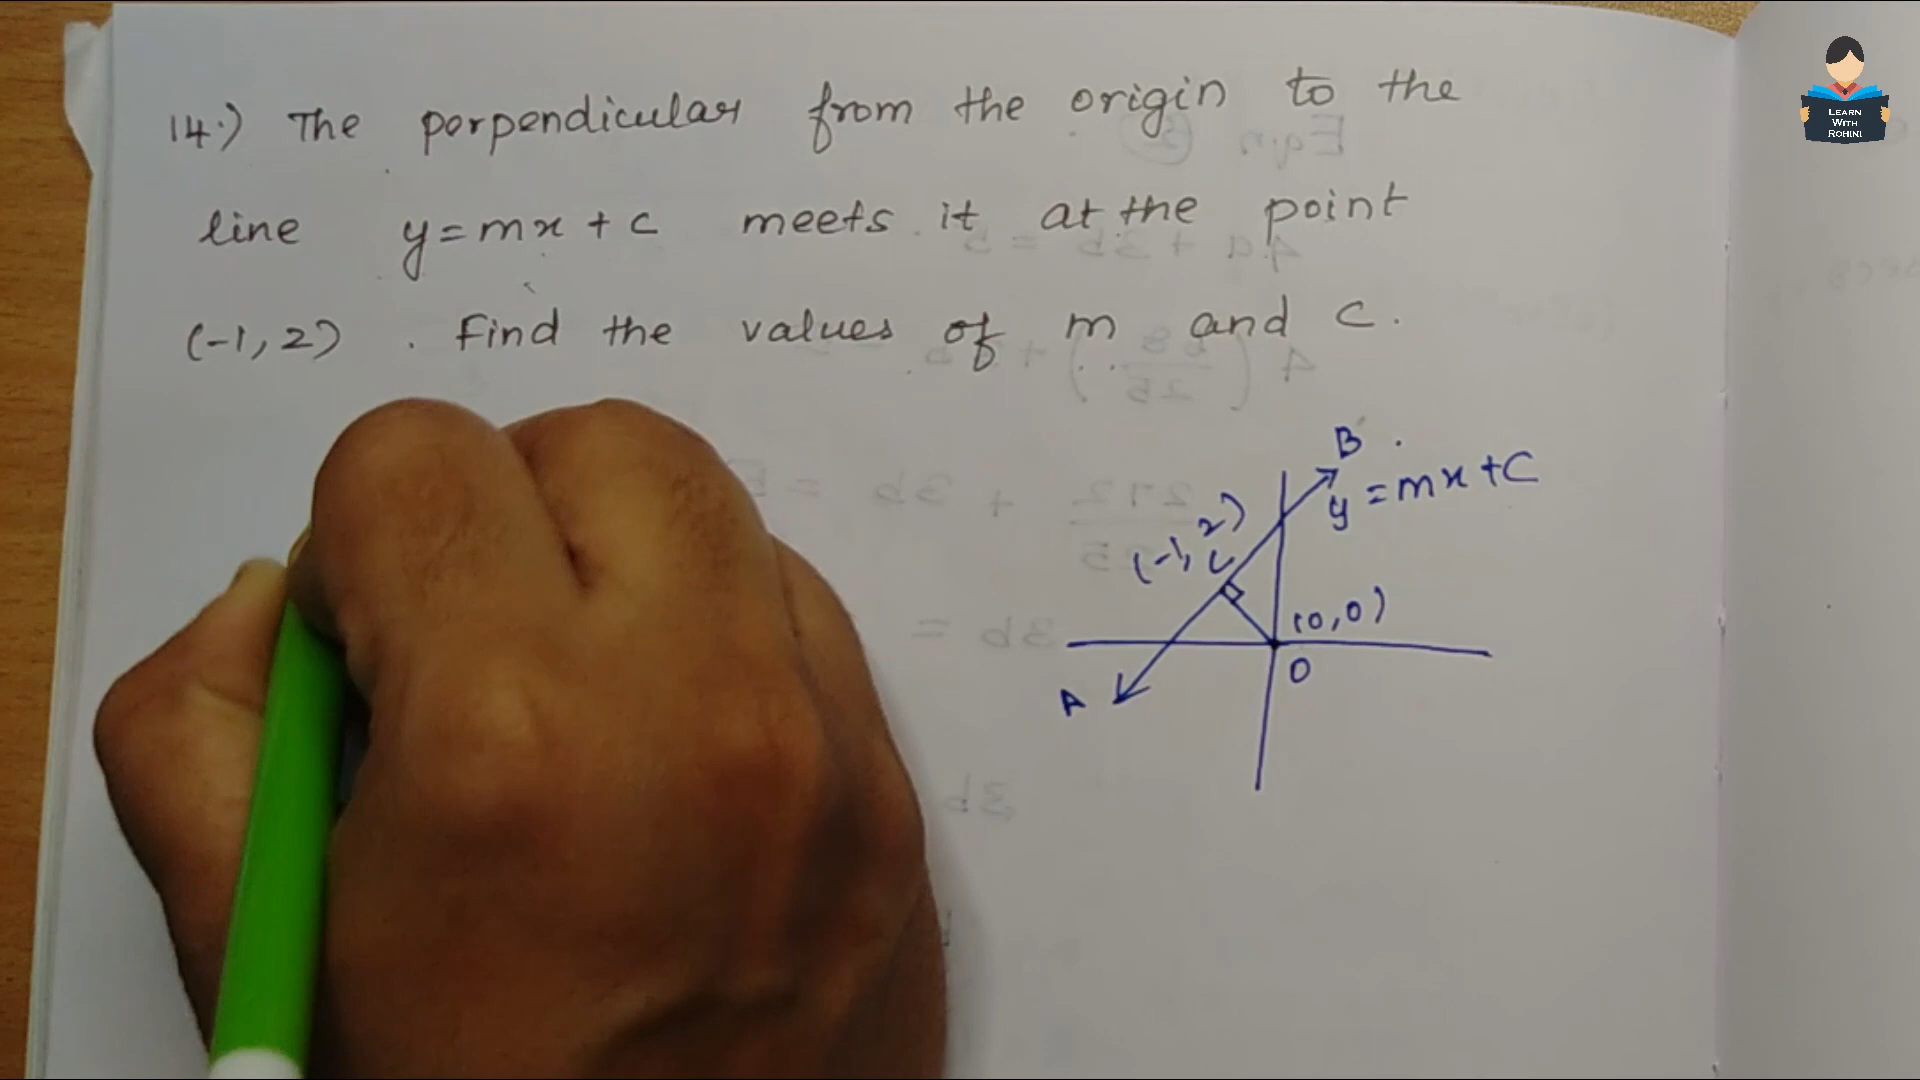 14.) The perpendicular from the origin to the
line y=mx+c meets it at the point
(-1,2). Find the values of m and c.
B
y=mx+c
(-1, 2)
L
(0,0)
O
A
LEARN
WITH
ROHINI